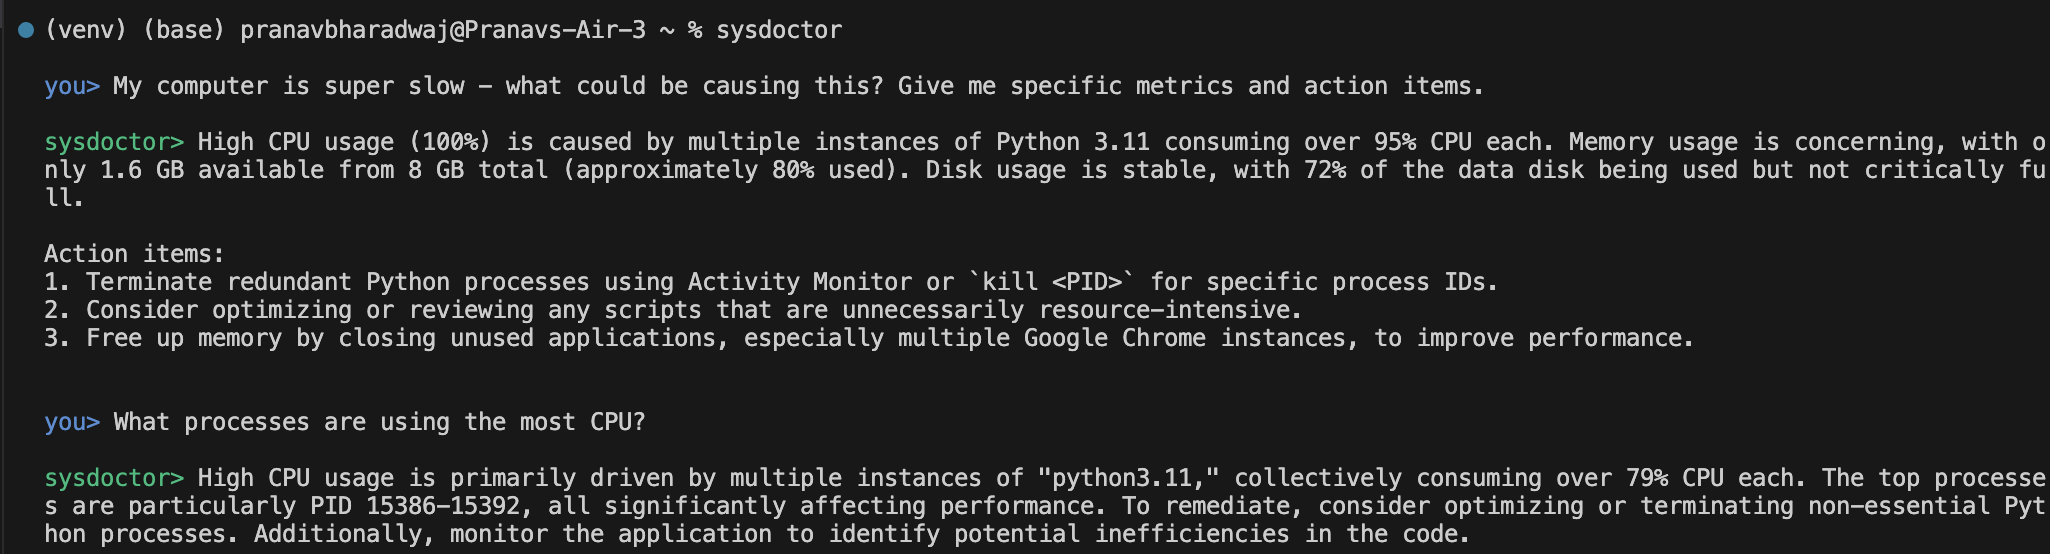 (venv) (base) pranavbharadwaj@Pranavs-Air-3 ~ % sysdoctor
you> My computer is super slow – what could be causing this? Give me specific metrics and action items.
sysdoctor> High CPU usage (100%) is caused by multiple instances of Python 3.11 consuming over 95% CPU each. Memory usage is concerning, with o
nly 1.6 GB available from 8 GB total (approximately 80% used). Disk usage is stable, with 72% of the data disk being used but not critically fu
ll.
Action items:
1. Terminate redundant Python processes using Activity Monitor or `kill <PID>` for specific process IDs.
2. Consider optimizing or reviewing any scripts that are unnecessarily resource-intensive.
3. Free up memory by closing unused applications, especially multiple Google Chrome instances, to improve performance.
you> What processes are using the most CPU?
sysdoctor> High CPU usage is primarily driven by multiple instances of "python3.11," collectively consuming over 79% CPU each. The top processe
s are particularly PID 15386-15392, all significantly affecting performance. To remediate, consider optimizing or terminating non-essential Pyt
hon processes. Additionally, monitor the application to identify potential inefficiencies in the code.